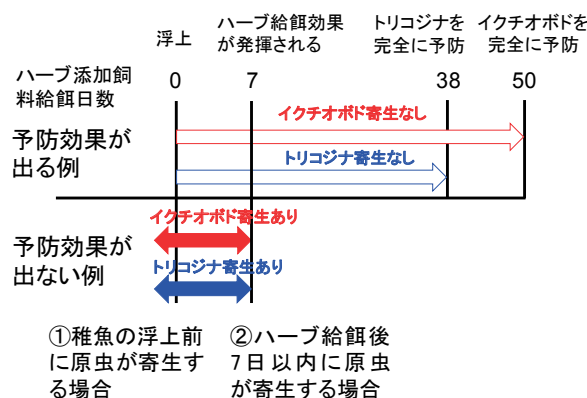 浮上
ハーブ給餌効果
が発揮される
トリコジナを
完全に予防
イクチオボドを
完全に予防
ハーブ添加飼
料給餌日数
0
7
38
50
予防効果が
出る例
イクチオボド寄生なし
トリコジナ寄生なし
予防効果が
出ない例
イクチオボド寄生あり
トリコジナ寄生あり
①稚魚の浮上前
に原虫が寄生す
る場合
②ハーブ給餌後
7日以内に原虫
が寄生する場合